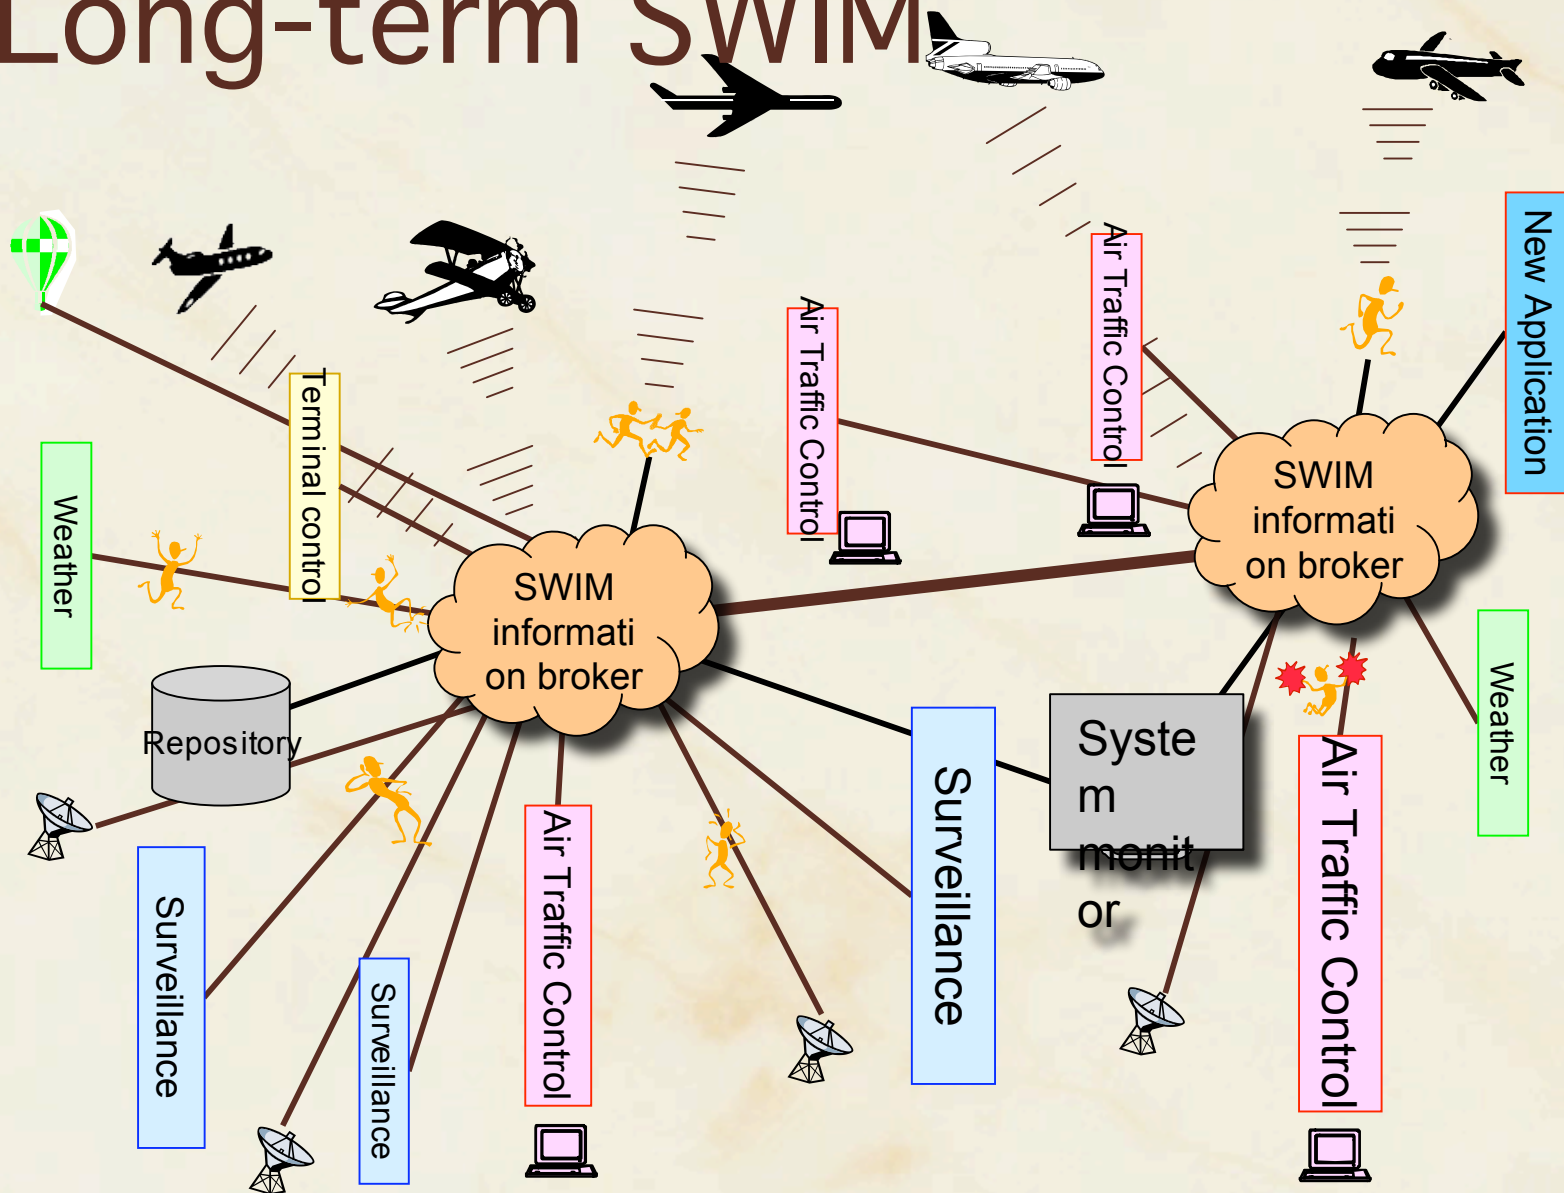 Long-term SWIM
New Application
Air Traffic Control
Air Traffic Control
Terminal control
Weather
SWIM
informati
on broker
SWIM
informati
on broker
Repository
Weather
Syste
m
monit
or
Surveillance
Air Traffic Control
Air Traffic Control
Surveillance
Surveillance